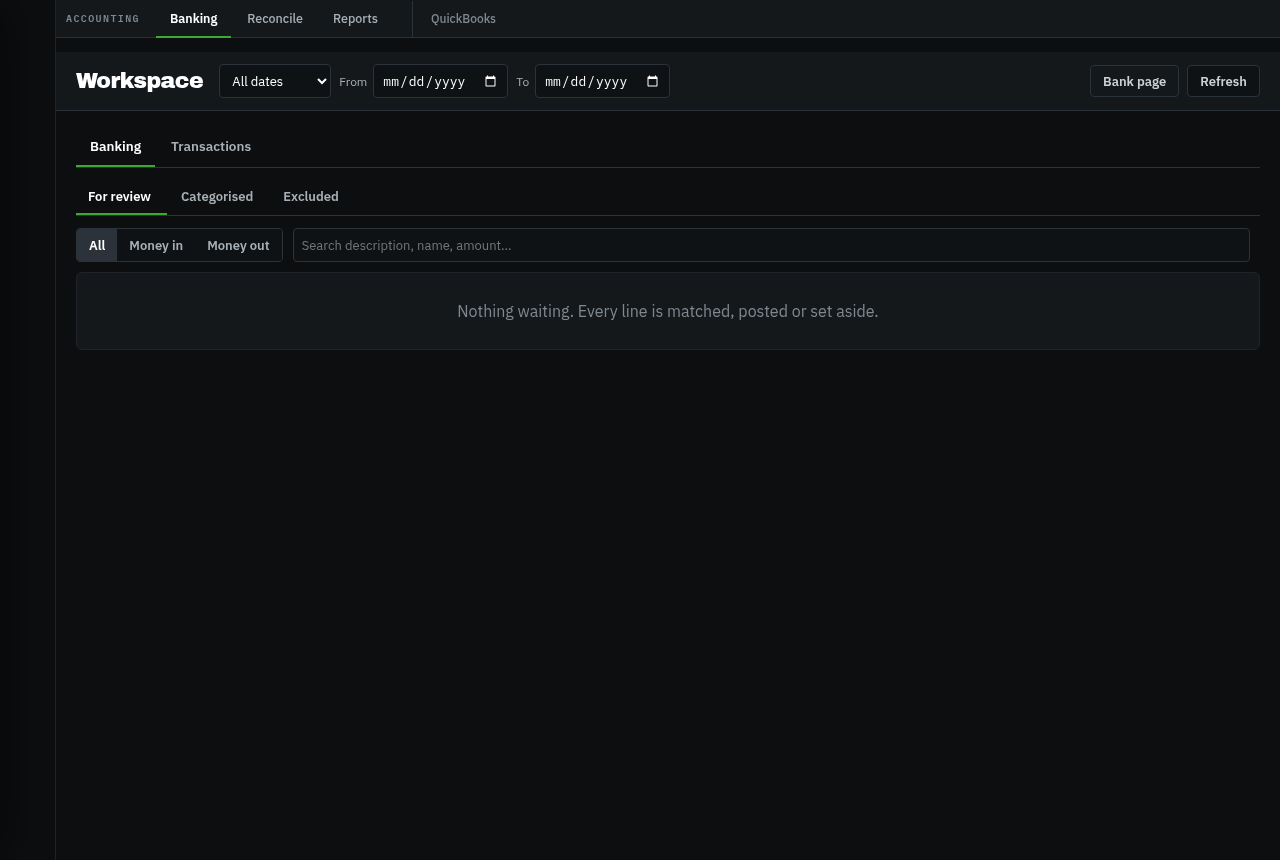 ACCOUNTING Banking Reconcile Reports QuickBooks
Workspace All dates From mm/dd/yyyy To mm/dd/yyyy Bank page Refresh
Banking Transactions
For review Categorised Excluded
All Money in Money out Search description, name, amount...
Nothing waiting. Every line is matched, posted or set aside.